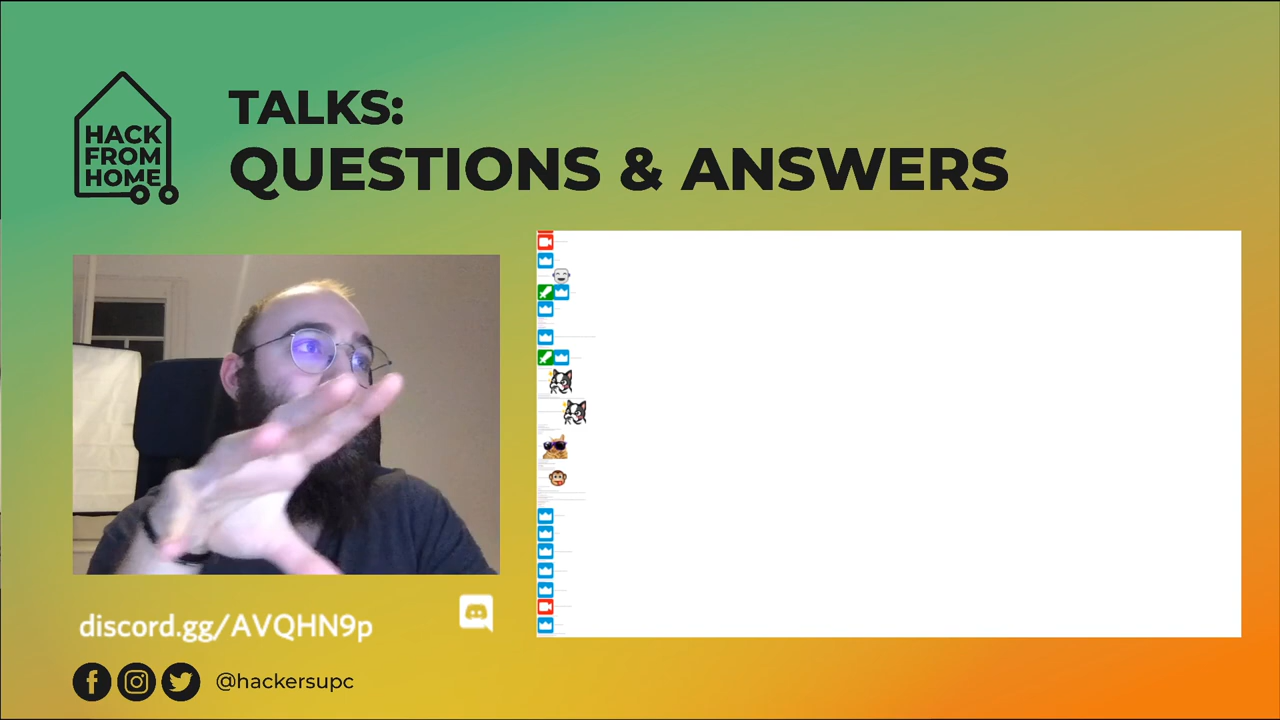 HACK
FROM
HOME
TALKS:
QUESTIONS & ANSWERS
discord.gg/AVQHN9p
@hackersupc